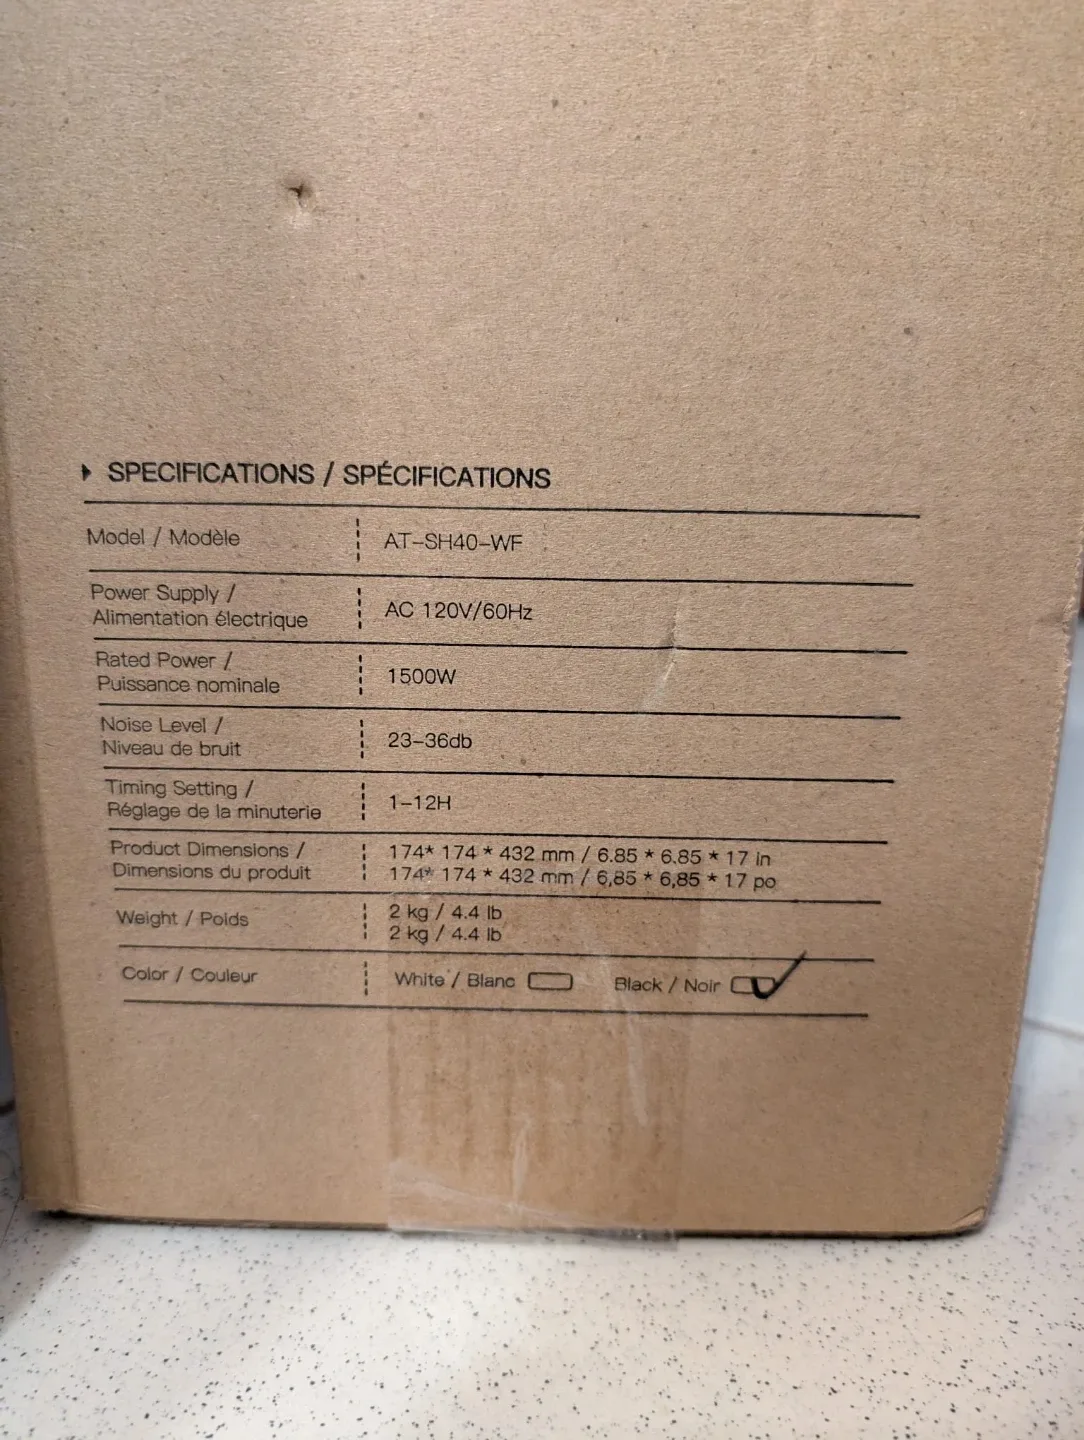 SPECIFICATIONS / SPÉCIFICATIONS
Model / Modèle AT-SH40-WF
Power Supply /
Alimentation électrique AC 120V/60Hz
Rated Power /
Puissance nominale 1500W
Noise Level /
Niveau de bruit 23-36db
Timing Setting /
Réglage de la minuterie 1-12H
Product Dimensions / 174* 174 * 432 mm / 6.85 * 6.85 * 17 in
Dimensions du produit 174* 174 * 432 mm / 6,85 * 6,85 * 17 po
Weight / Poids 2 kg / 4.4 lb
2 kg / 4.4 lb
Color / Couleur White / Blanc Black / Noir